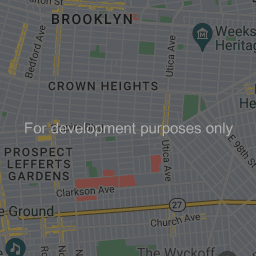 BROOKLYN
Weeks
Heritag
Bedford Ave
Utica Ave
CROWN HEIGHTS
For development purposes only
PROSPECT
LEFFERTS
GARDENS
Utica Ave
E 98th St
Clarkson Ave
27
e Ground
Church Ave
The Wyckoff